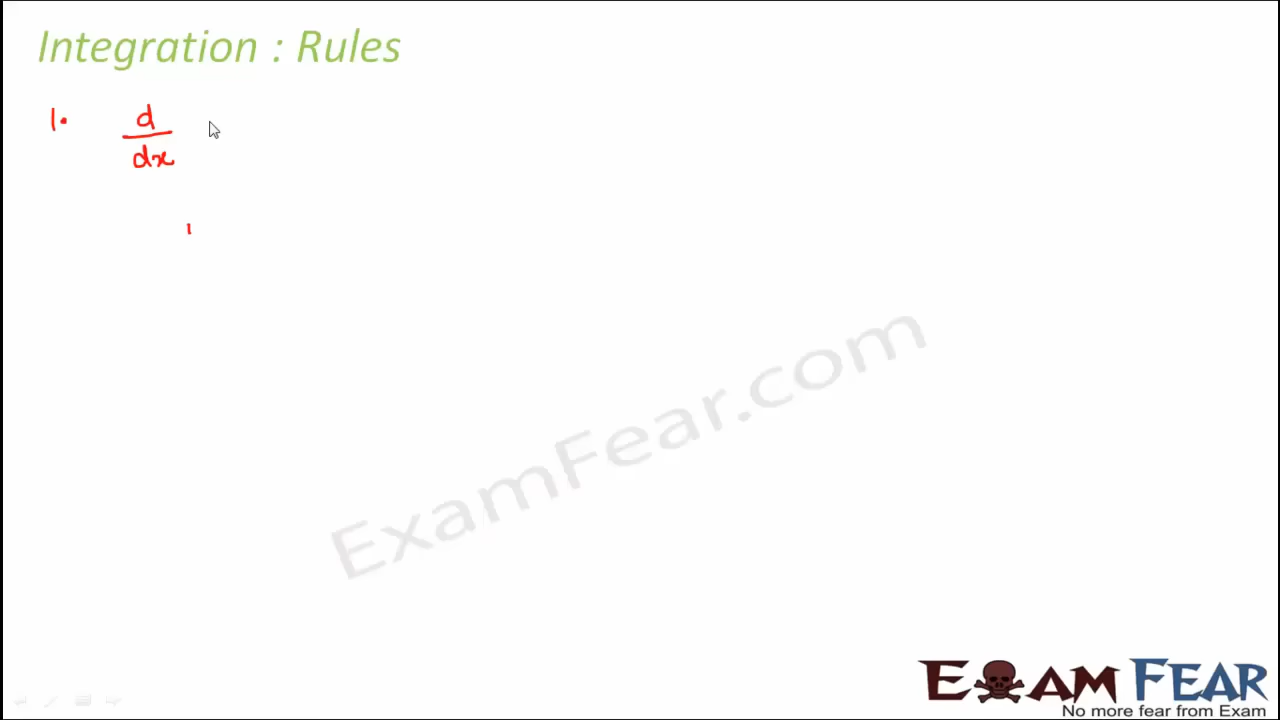 Integration : Rules
1. d
dx
ExamFear.com
EXAM FEAR
No more fear from Exam